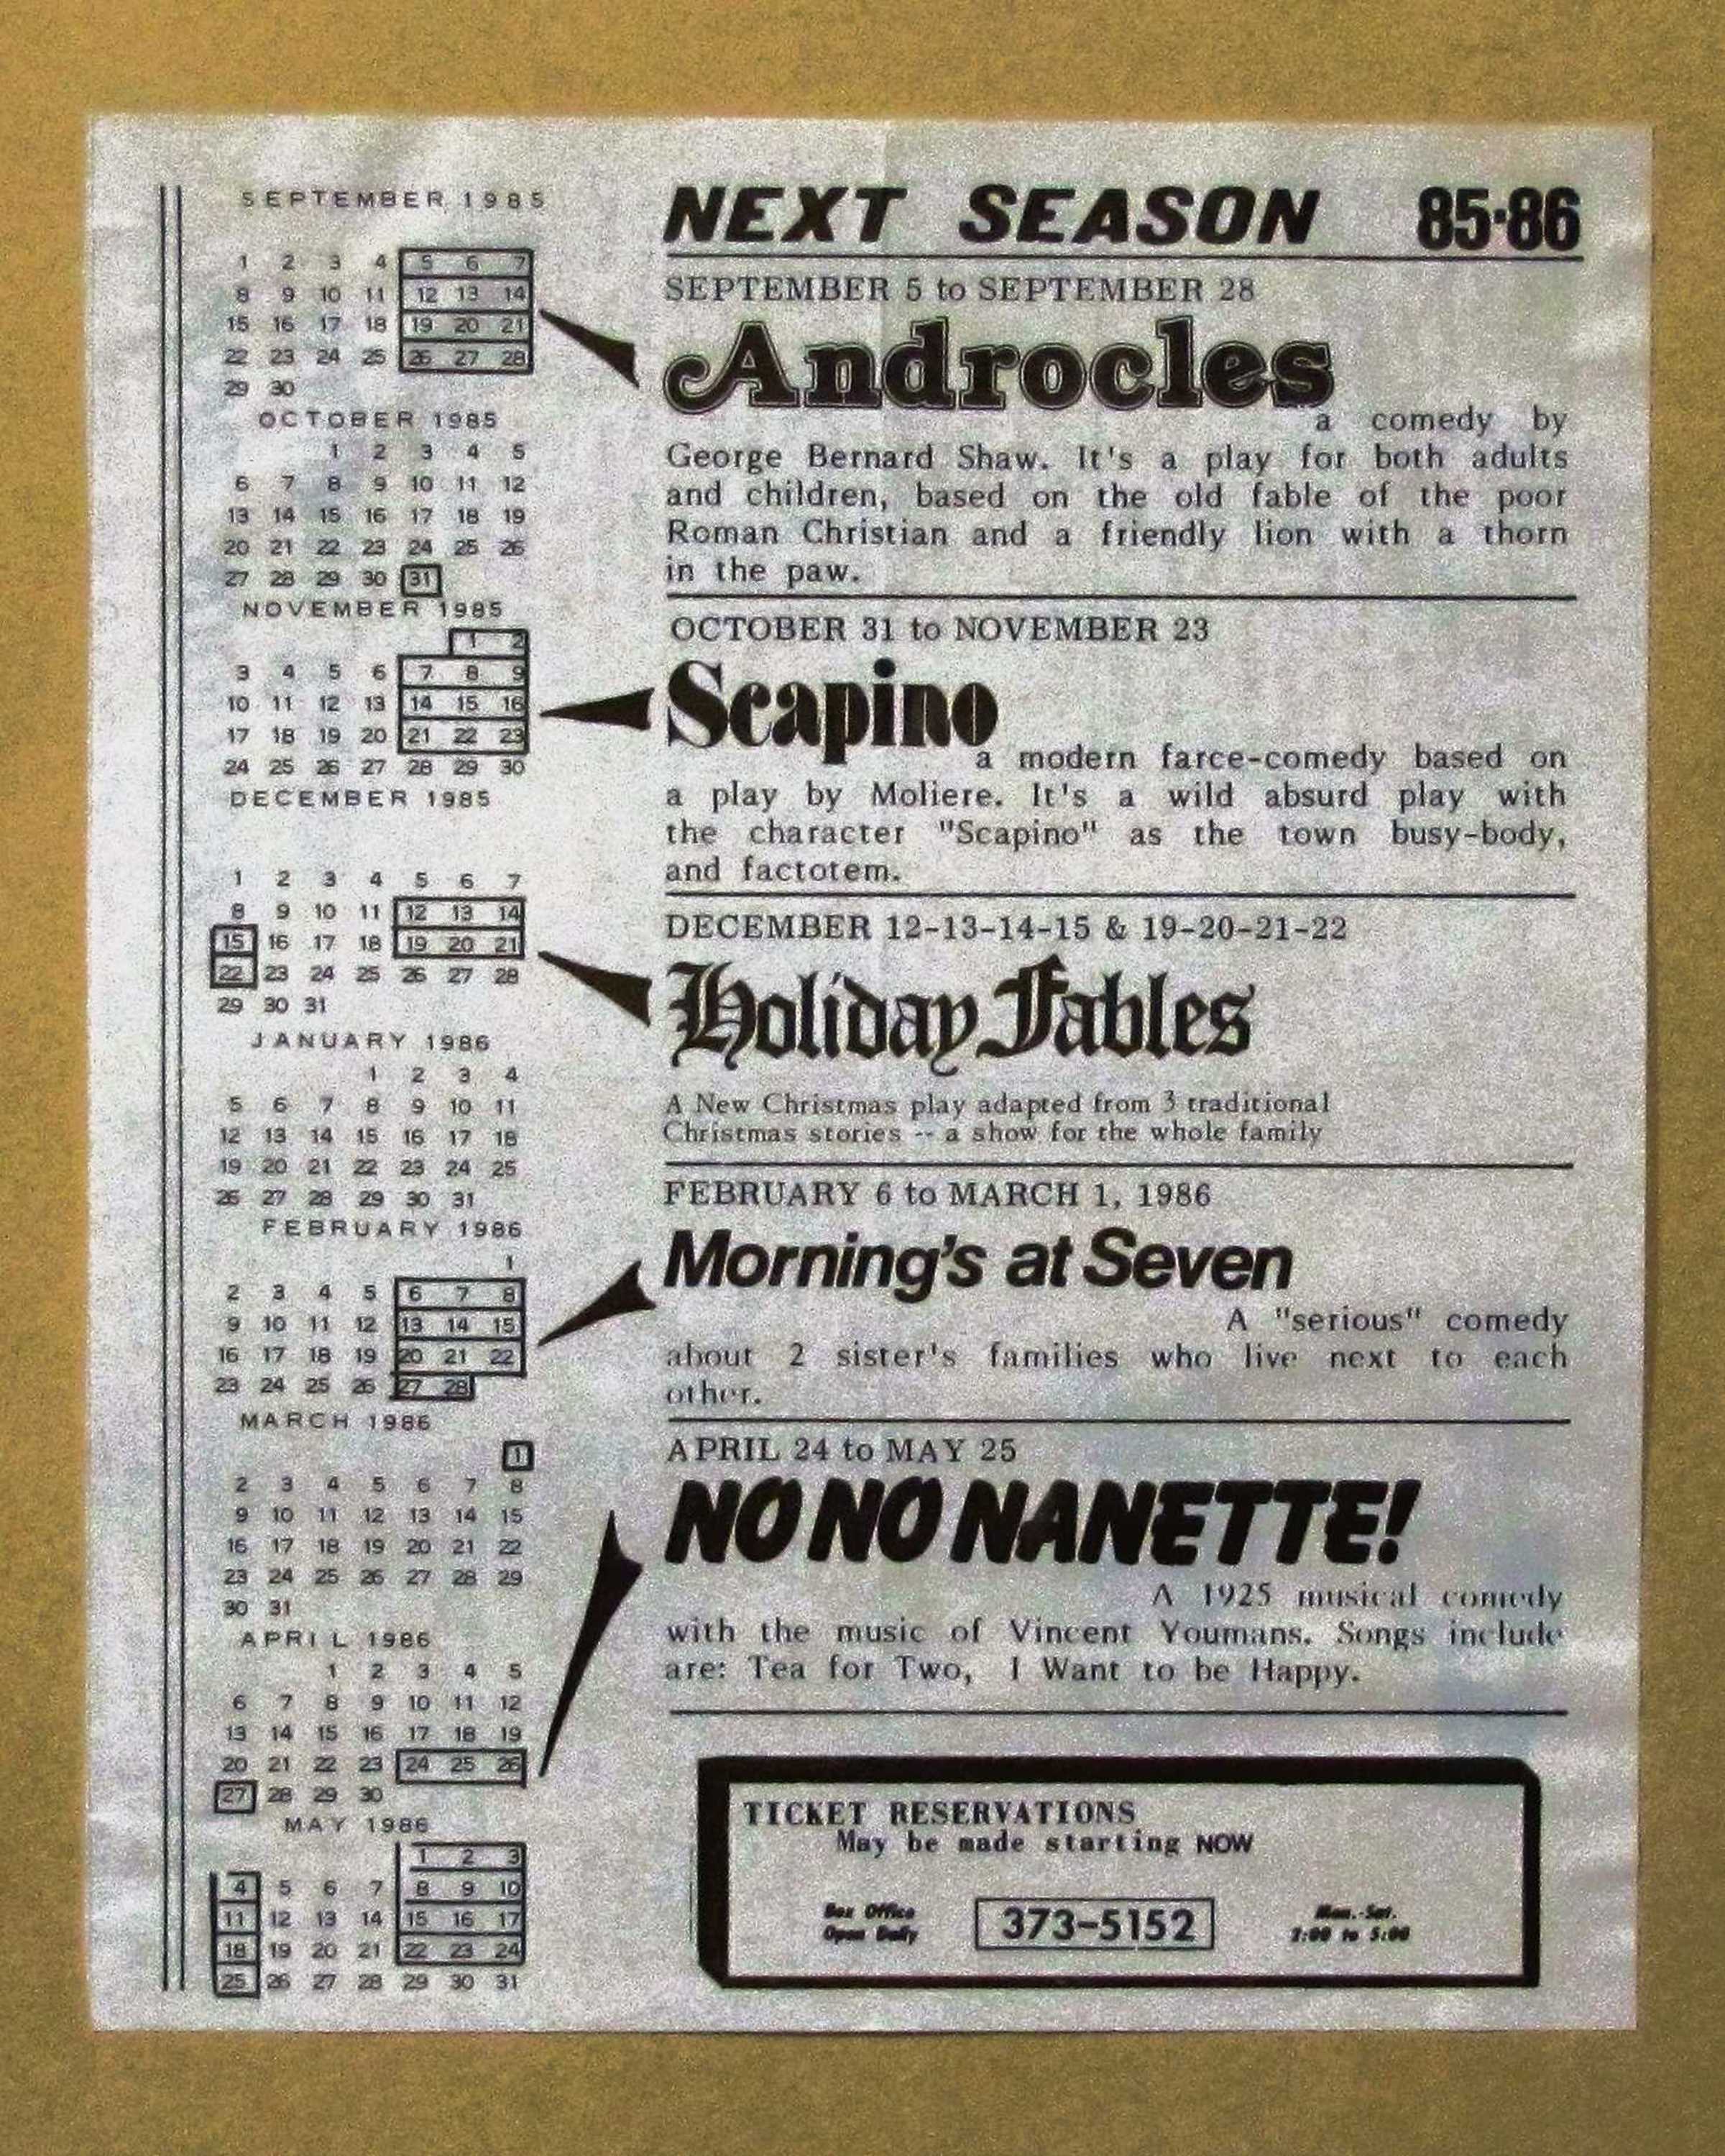 SEPTEMBER 1985
1 2 3 4 5 6 7
8 9 10 11 12 13 14
15 16 17 18 19 20 21
22 23 24 25 26 27 28
29 30
OCTOBER 1985
1 2 3 4 5
6 7 8 9 10 11 12
13 14 15 16 17 18 19
20 21 22 23 24 25 26
27 28 29 30 31
NOVEMBER 1985
1 2
3 4 5 6 7 8 9
10 11 12 13 14 15 16
17 18 19 20 21 22 23
24 25 26 27 28 29 30
DECEMBER 1985
1 2 3 4 5 6 7
8 9 10 11 12 13 14
15 16 17 18 19 20 21
22 23 24 25 26 27 28
29 30 31
JANUARY 1986
1 2 3 4
5 6 7 8 9 10 11
12 13 14 15 16 17 18
19 20 21 22 23 24 25
26 27 28 29 30 31
FEBRUARY 1986
1
2 3 4 5 6 7 8
9 10 11 12 13 14 15
16 17 18 19 20 21 22
23 24 25 26 27 28
MARCH 1986
1
2 3 4 5 6 7 8
9 10 11 12 13 14 15
16 17 18 19 20 21 22
23 24 25 26 27 28 29
30 31
APRIL 1986
1 2 3 4 5
6 7 8 9 10 11 12
13 14 15 16 17 18 19
20 21 22 23 24 25 26
27 28 29 30
MAY 1986
1 2 3
4 5 6 7 8 9 10
11 12 13 14 15 16 17
18 19 20 21 22 23 24
25 26 27 28 29 30 31
NEXT SEASON 85·86
SEPTEMBER 5 to SEPTEMBER 28
Androcles
a comedy by
George Bernard Shaw. It's a play for both adults
and children, based on the old fable of the poor
Roman Christian and a friendly lion with a thorn
in the paw.
OCTOBER 31 to NOVEMBER 23
Scapino
a modern farce-comedy based on
a play by Moliere. It's a wild absurd play with
the character "Scapino" as the town busy-body,
and factotem.
DECEMBER 12-13-14-15 & 19-20-21-22
Holiday Fables
A New Christmas play adapted from 3 traditional
Christmas stories -- a show for the whole family
FEBRUARY 6 to MARCH 1, 1986
Morning's at Seven
A "serious" comedy
about 2 sister's families who live next to each
other.
APRIL 24 to MAY 25
NO NO NANETTE!
A 1925 musical comedy
with the music of Vincent Youmans. Songs include
are: Tea for Two, I Want to be Happy.
TICKET RESERVATIONS
May be made starting NOW
Box Office
Open Daily
373-5152
Mon.-Sat.
to 5:00